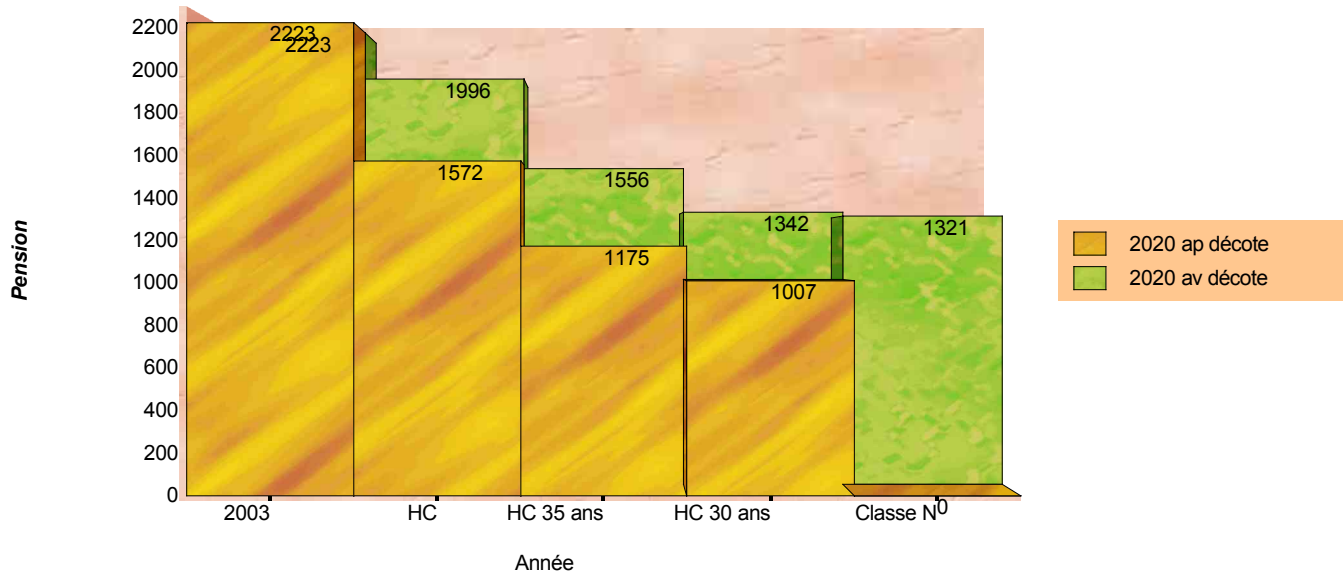 2200
2000
1800
1600
1400
1200
1000
800
600
400
200
0
Pension
2223
2223
1996
1572
1556
1175
1342
1007
1321
0
2003
HC
HC 35 ans
HC 30 ans
Classe N
Année
2020 ap décote
2020 av décote